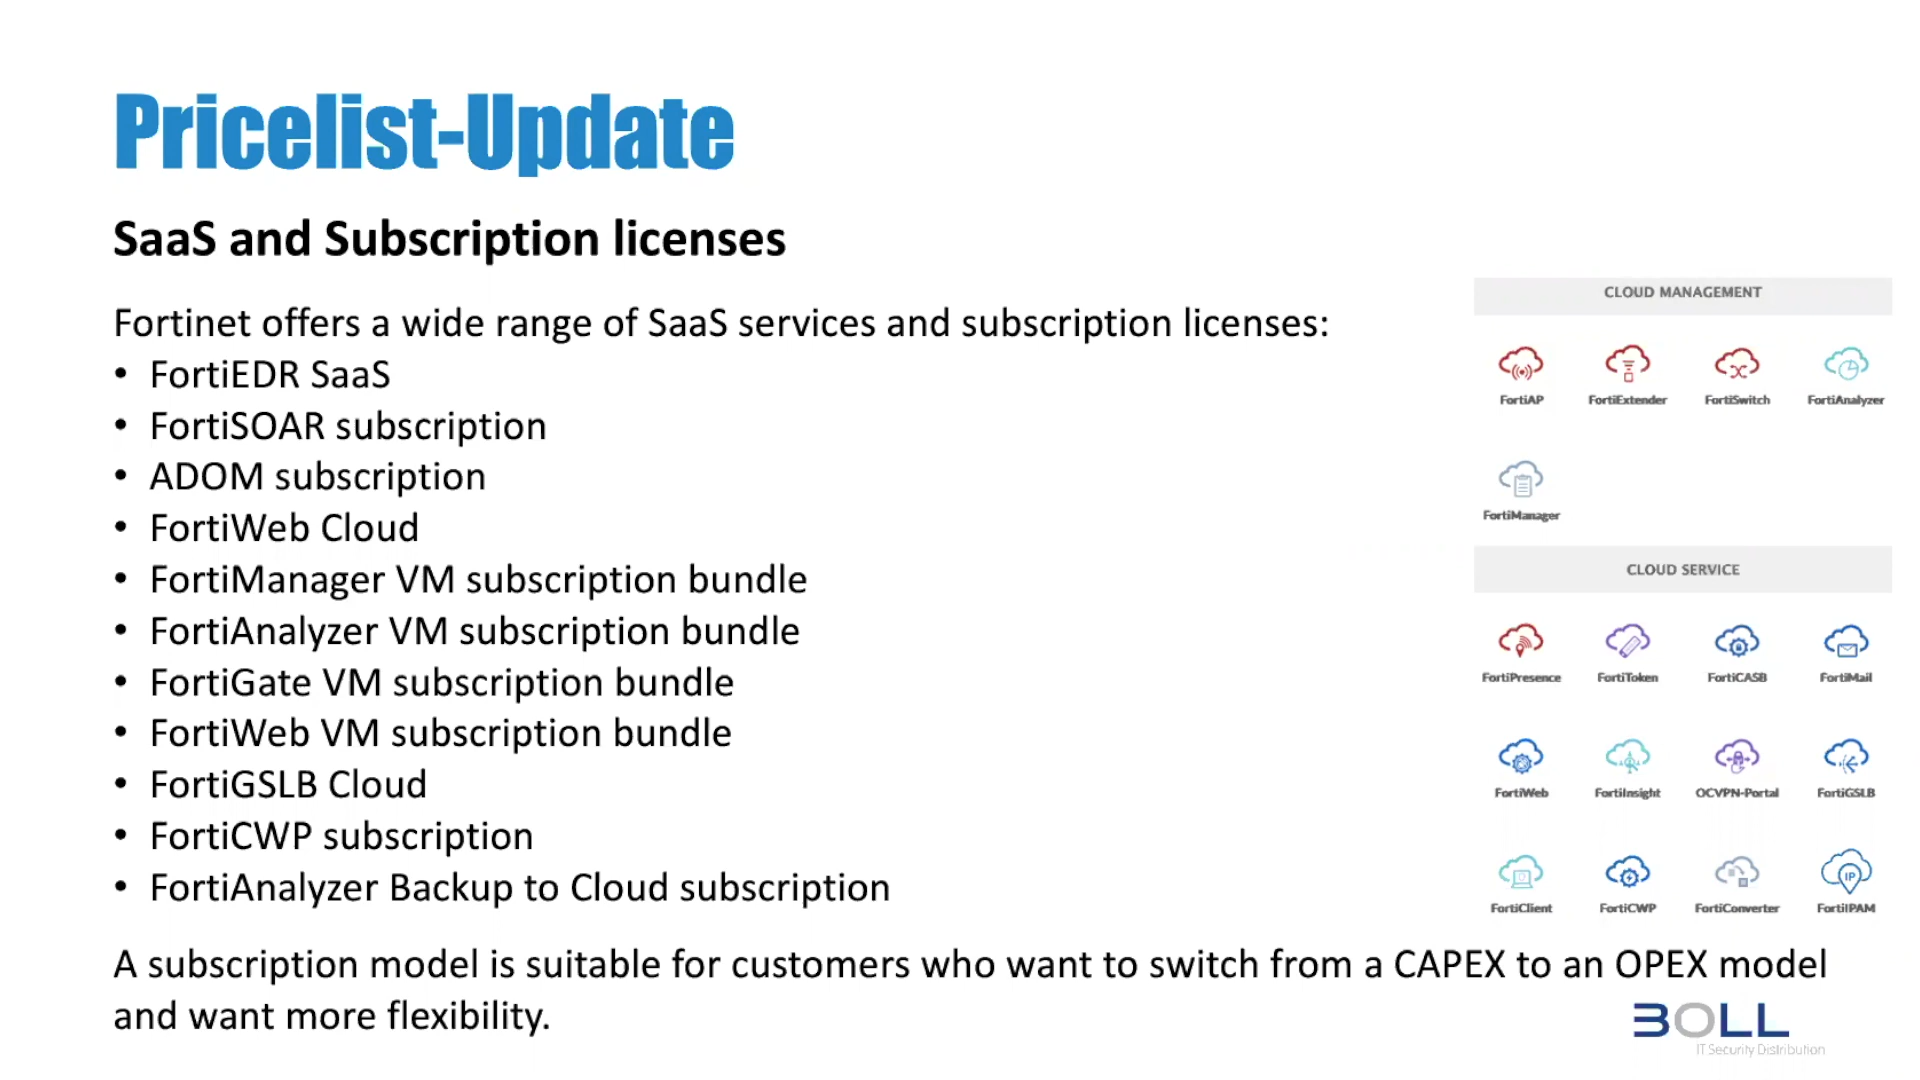 Pricelist-Update
SaaS and Subscription licenses
Fortinet offers a wide range of SaaS services and subscription licenses:
• FortiEDR SaaS
• FortiSOAR subscription
• ADOM subscription
• FortiWeb Cloud
• FortiManager VM subscription bundle
• FortiAnalyzer VM subscription bundle
• FortiGate VM subscription bundle
• FortiWeb VM subscription bundle
• FortiGSLB Cloud
• FortiCWP subscription
• FortiAnalyzer Backup to Cloud subscription
A subscription model is suitable for customers who want to switch from a CAPEX to an OPEX model
and want more flexibility.
CLOUD MANAGEMENT
FortiAP FortiExtender FortiSwitch FortiAnalyzer
FortiManager
CLOUD SERVICE
FortiPresence FortiToken FortiCASB FortiMail
FortiWeb FortiInsight OCVPN-Portal FortiGSLB
IP
FortiClient FortiCWP FortiConverter FortiIPAM
BOLL
IT Security Distribution